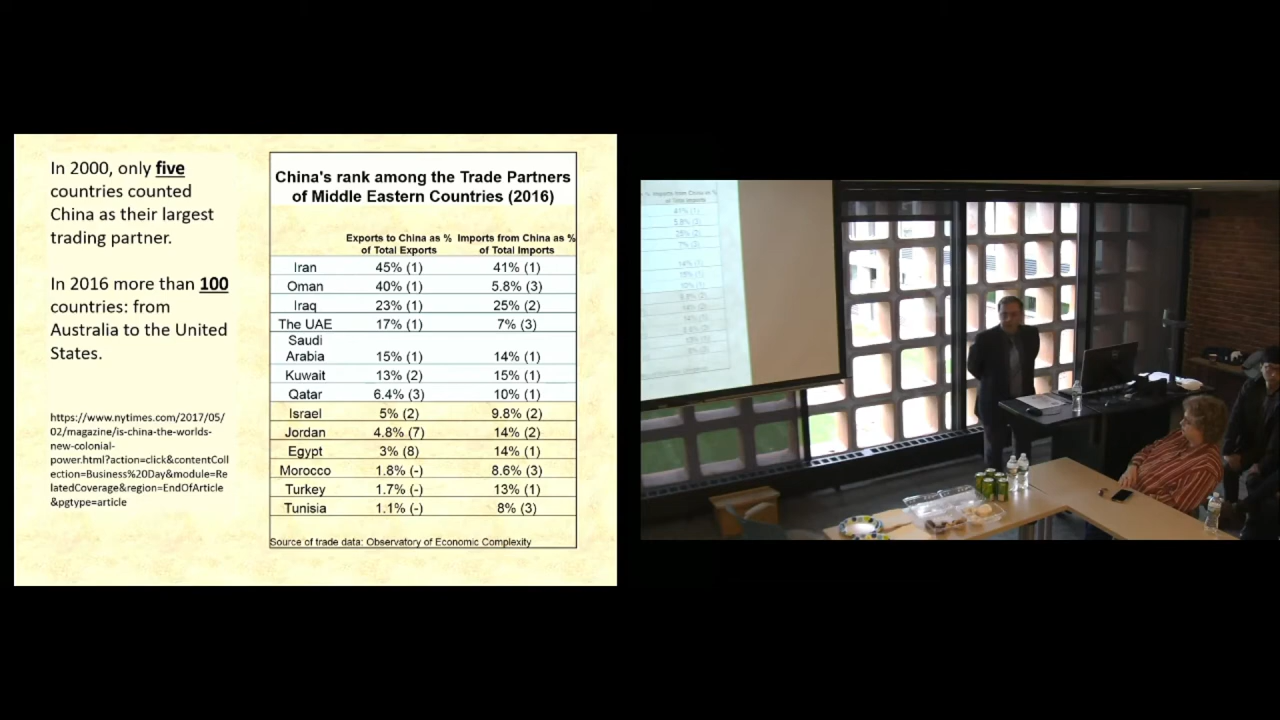 In 2000, only five
countries counted
China as their largest
trading partner.
In 2016 more than 100
countries: from
Australia to the United
States.
https://www.nytimes.com/2017/05/
02/magazine/is-china-the-worlds-
new-colonial-
power.html?action=click&contentColl
ection=Business%20Day&module=Re
latedCoverage&region=EndOfArticle
&pgtype=article
China's rank among the Trade Partners
of Middle Eastern Countries (2016)
Exports to China as % Imports from China as %
of Total Exports of Total Imports
Iran 45% (1) 41% (1)
Oman 40% (1) 5.8% (3)
Iraq 23% (1) 25% (2)
The UAE 17% (1) 7% (3)
Saudi
Arabia 15% (1) 14% (1)
Kuwait 13% (2) 15% (1)
Qatar 6.4% (3) 10% (1)
Israel 5% (2) 9.8% (2)
Jordan 4.8% (7) 14% (2)
Egypt 3% (8) 14% (1)
Morocco 1.8% (-) 8.6% (3)
Turkey 1.7% (-) 13% (1)
Tunisia 1.1% (-) 8% (3)
Source of trade data: Observatory of Economic Complexity